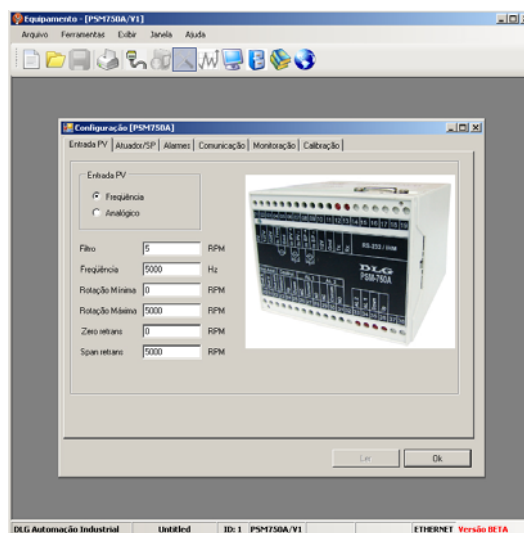 Equipamento - [PSM750A/V1]
Arquivo Ferramentas Exibir Janela Ajuda
Configuração [PSM750A]
Entrada PV Atuador/SP Alarmes Comunicação Monitoração Calibração
Entrada PV
Freqüência
Analógico
Filtro 5 RPM
Freqüência 5000 Hz
Rotação Mínima 0 RPM
Rotação Máxima 5000 RPM
Zero retrans 0 RPM
Span retrans 5000 RPM
RS-232 / IHM
DLG
PSM-750A
Ler Ok
DLG Automação Industrial Untitled ID: 1 PSM750A/V1 ETHERNET Versão BETA